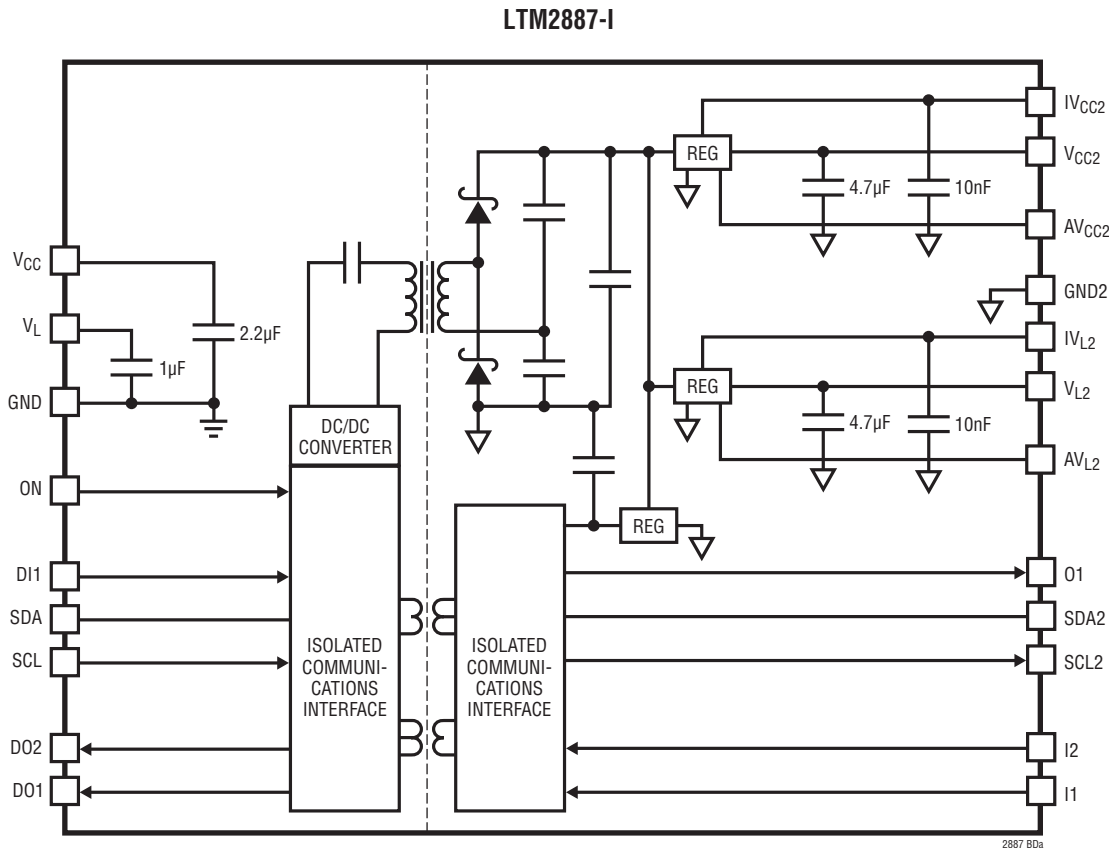 LTM2887-I
VCC
VL
GND
ON
DI1
SDA
SCL
DO2
DO1
2.2µF
1µF
DC/DC
CONVERTER
ISOLATED
COMMUNI-
CATIONS
INTERFACE
ISOLATED
COMMUNI-
CATIONS
INTERFACE
REG
4.7µF
10nF
REG
4.7µF
10nF
REG
IVCC2
VCC2
AVCC2
GND2
IVL2
VL2
AVL2
O1
SDA2
SCL2
I2
I1
2887 BDa